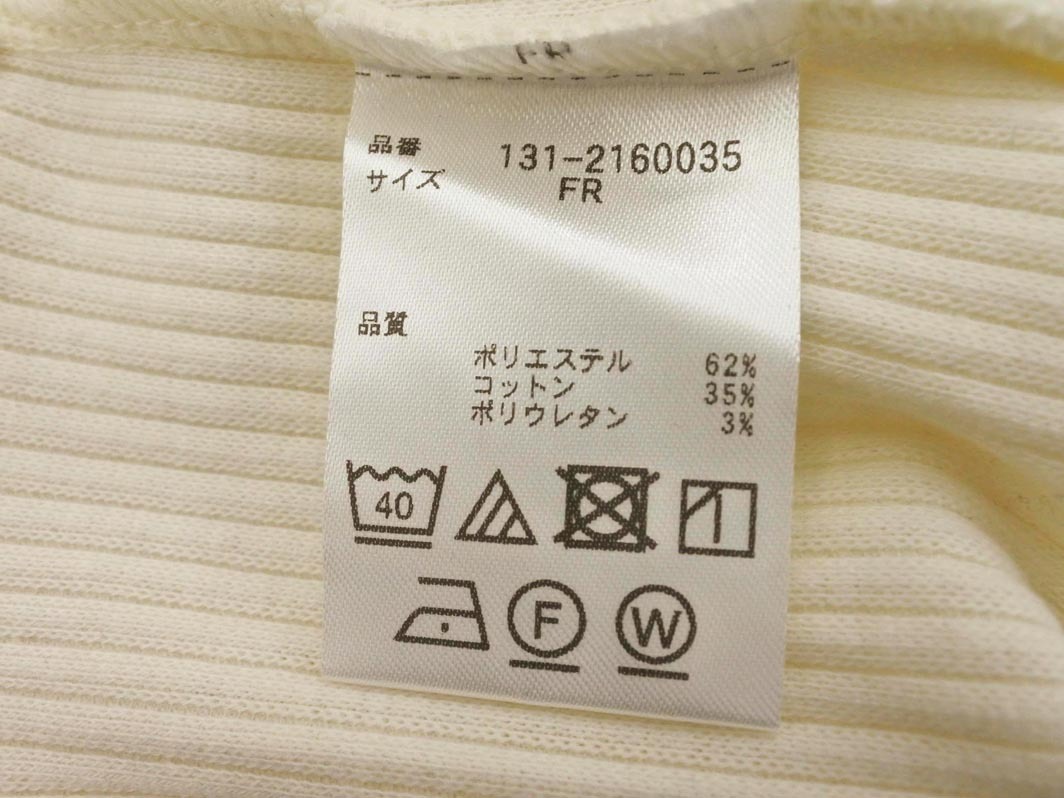 FR
品番 131-2160035
サイズ FR
品質
ポリエステル 62%
コットン 35%
ポリウレタン 3%
40
F W